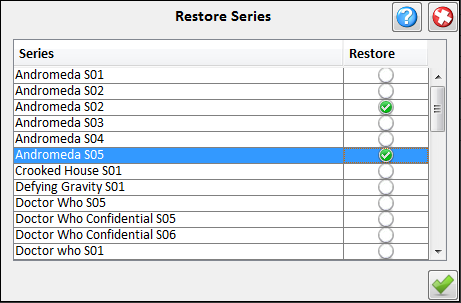 Restore Series
Series Restore
Andromeda S01
Andromeda S02
Andromeda S02
Andromeda S03
Andromeda S04
Andromeda S05
Crooked House S01
Defying Gravity S01
Doctor Who S05
Doctor Who Confidential S05
Doctor Who Confidential S06
Doctor who S01